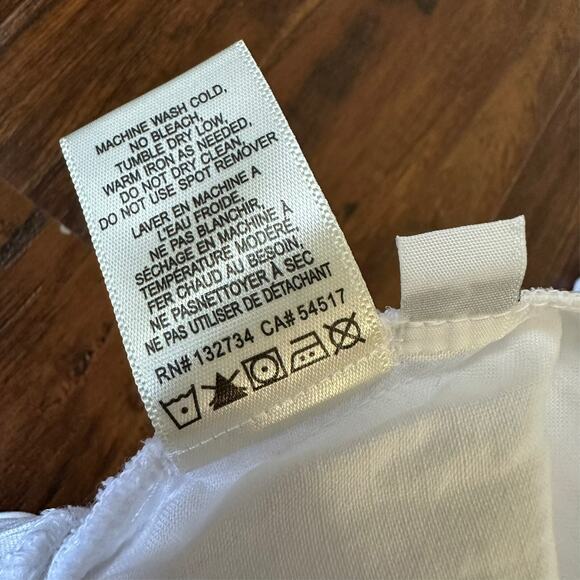 MACHINE WASH COLD,
NO BLEACH,
TUMBLE DRY LOW,
WARM IRON AS NEEDED,
DO NOT DRY CLEAN,
DO NOT USE SPOT REMOVER
LAVER EN MACHINE A
L'EAU FROIDE,
NE PAS BLANCHIR,
SÉCHAGE EN MACHINE À
TEMPÉRATURE MODÉRE,
FER CHAUD AU BESOIN,
NE PASNETTOYER À SEC
NE PAS UTILISER DE DÉTACHANT
RN#132734 CA# 54517